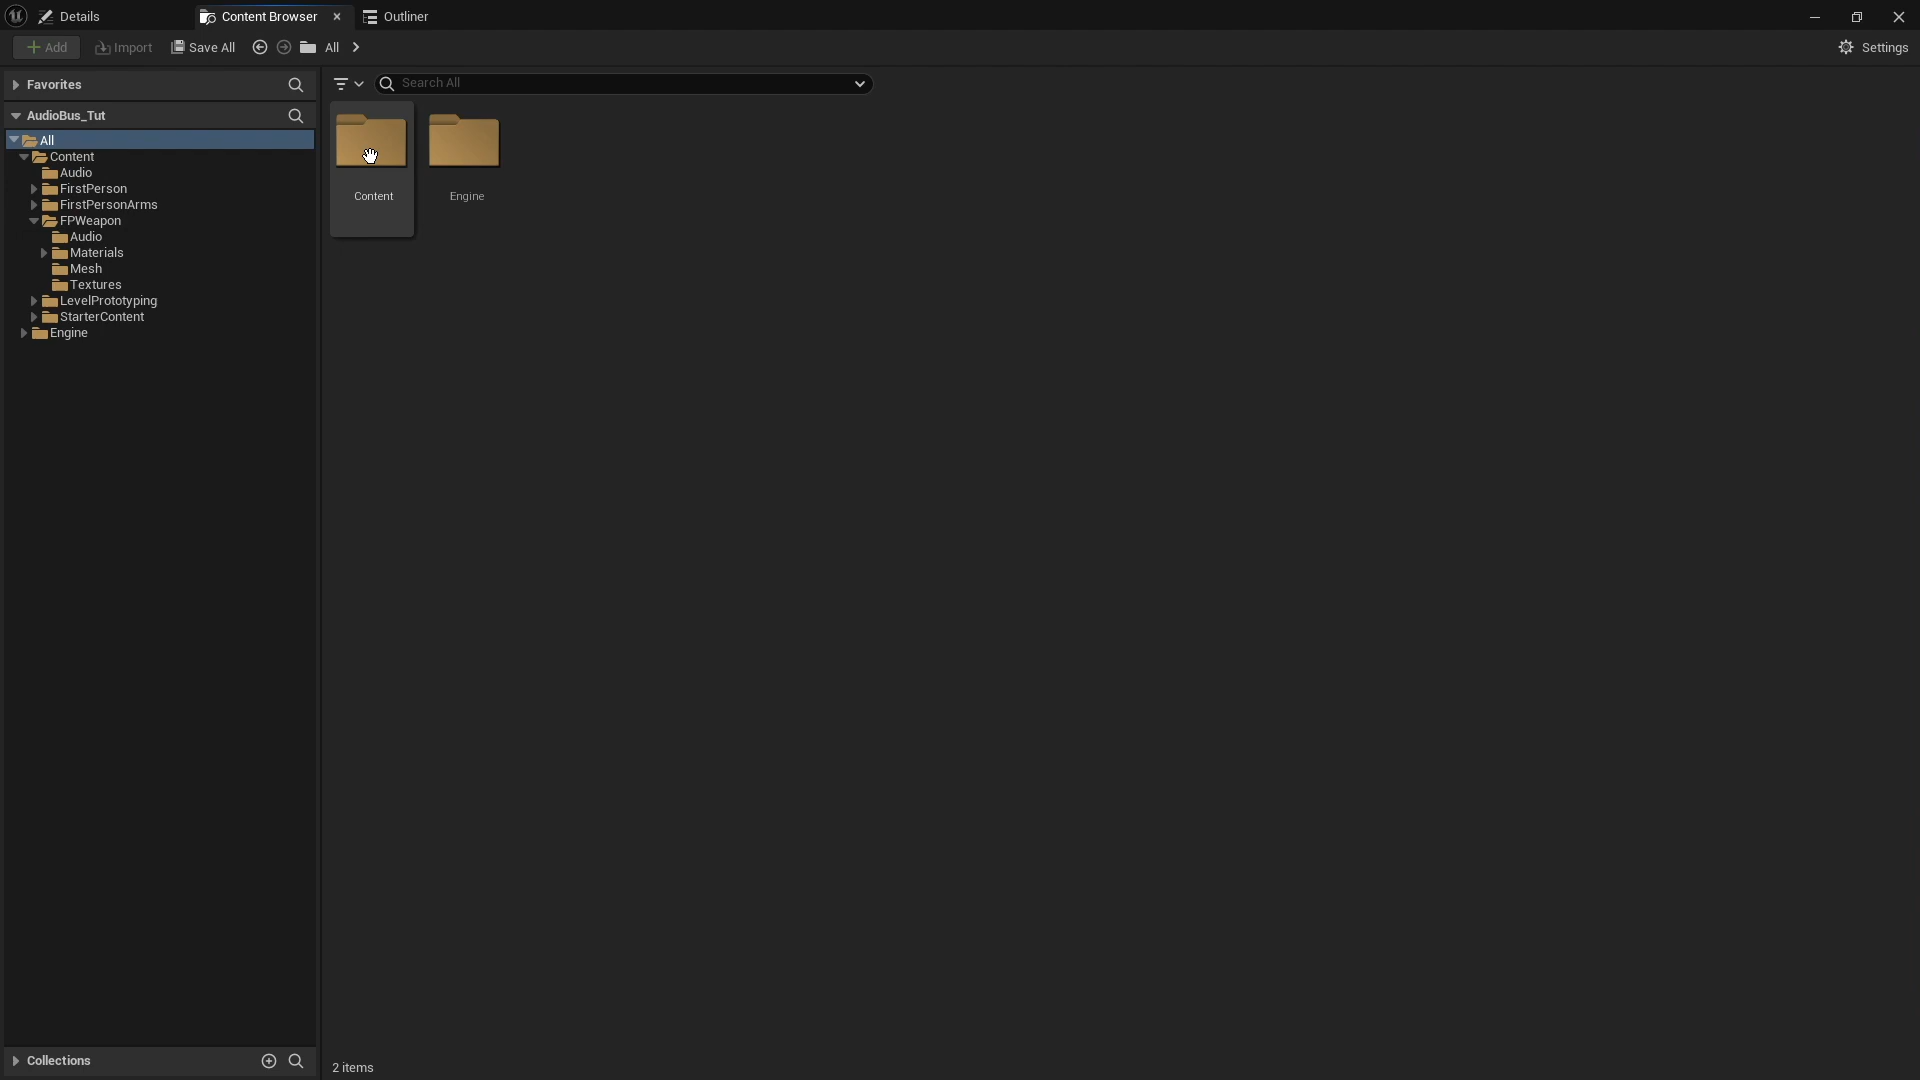 Details
Content Browser
Outliner
Add
Import
Save All
All
Settings
Favorites
Search All
AudioBus_Tut
All
Content
Audio
FirstPerson
FirstPersonArms
FPWeapon
Audio
Materials
Mesh
Textures
LevelPrototyping
StarterContent
Engine
Content
Engine
Collections
2 items